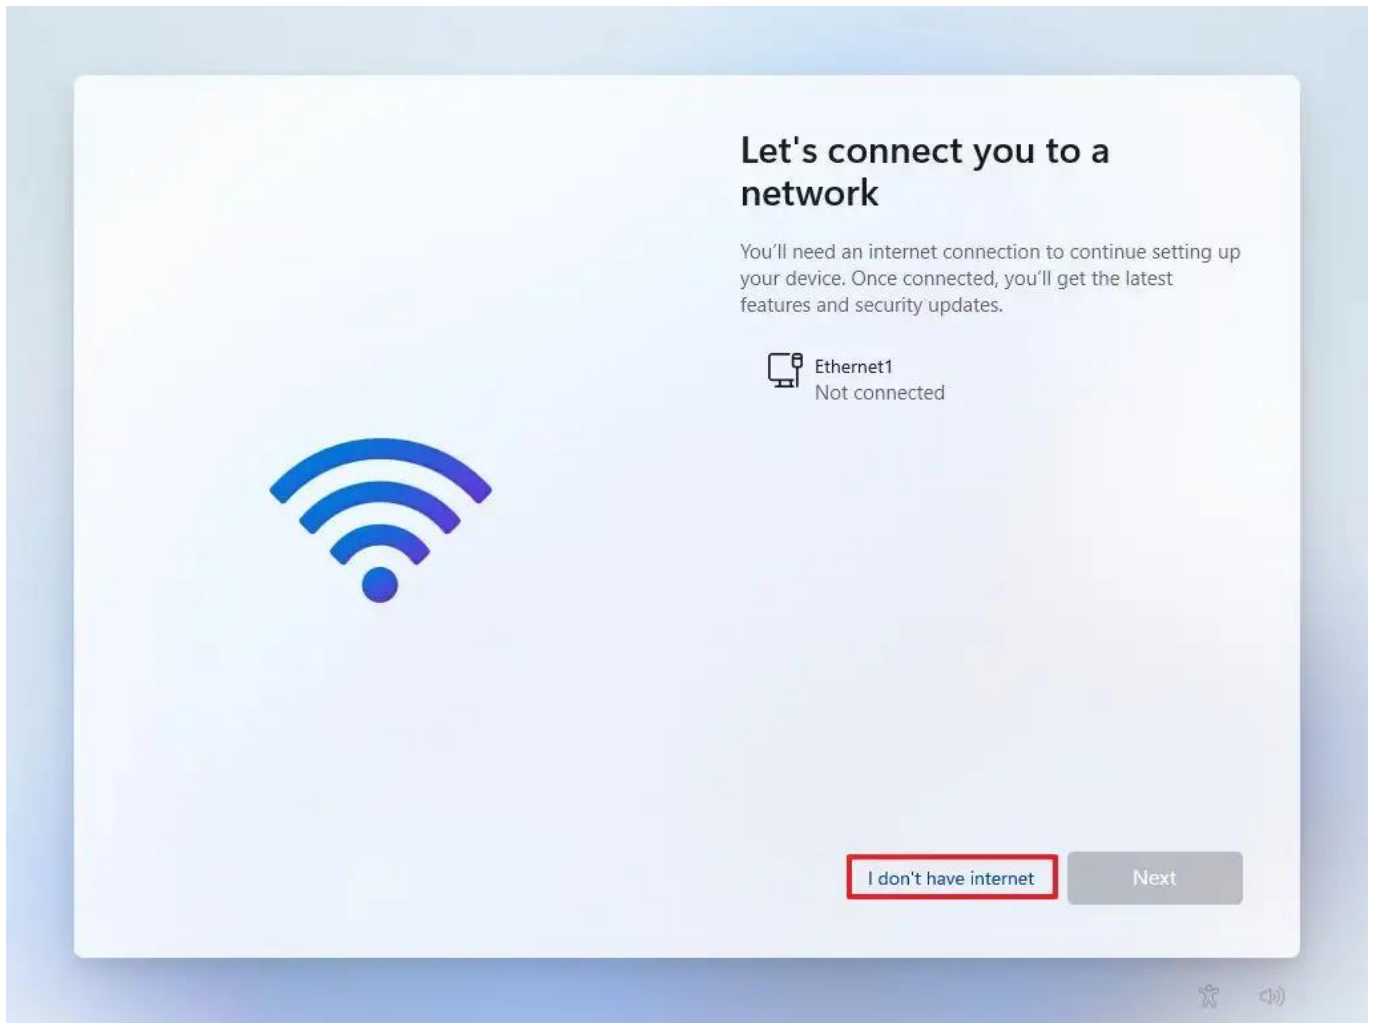 Let's connect you to a
network
You'll need an internet connection to continue setting up
your device. Once connected, you'll get the latest
features and security updates.
Ethernet1
Not connected
I don't have internet
Next